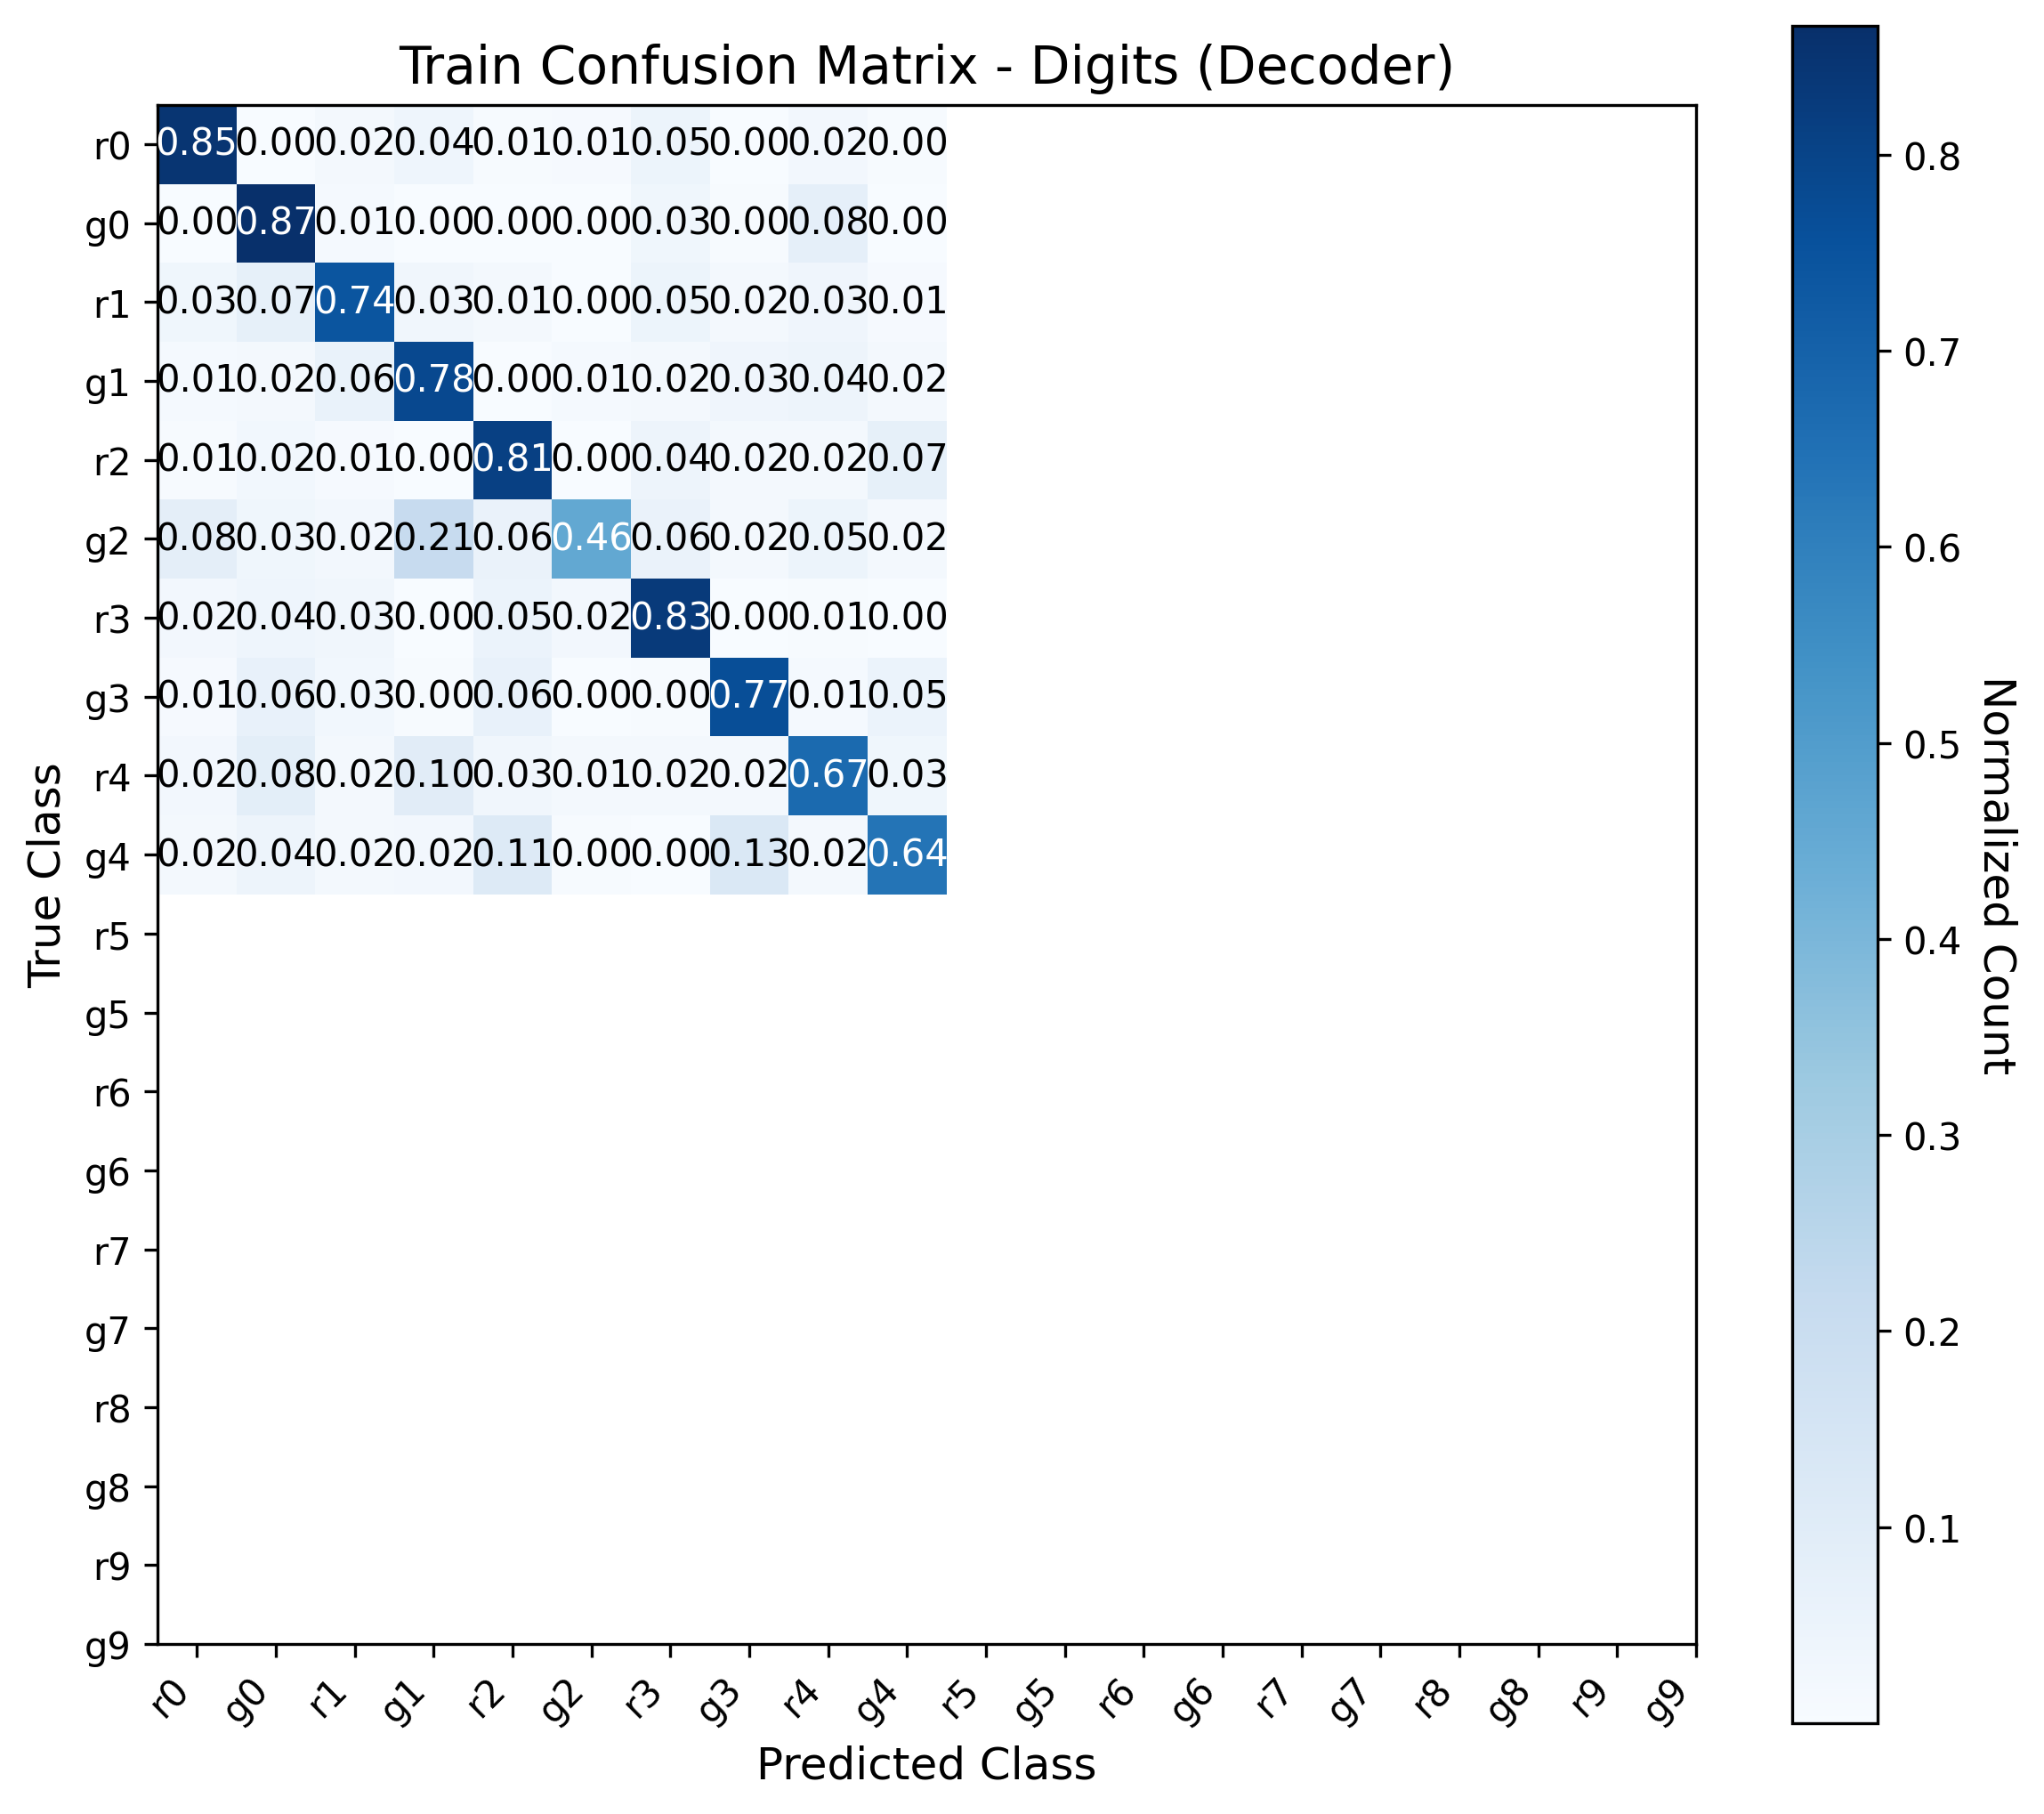 Train Confusion Matrix - Digits (Decoder)
r0 0.85 0.00 0.02 0.04 0.01 0.01 0.05 0.00 0.02 0.00
g0 0.00 0.87 0.01 0.00 0.00 0.00 0.03 0.00 0.08 0.00
r1 0.03 0.07 0.74 0.03 0.01 0.00 0.05 0.02 0.03 0.01
g1 0.01 0.02 0.06 0.78 0.00 0.01 0.02 0.03 0.04 0.02
r2 0.01 0.02 0.01 0.00 0.81 0.00 0.04 0.02 0.02 0.07
g2 0.08 0.03 0.02 0.21 0.06 0.46 0.06 0.02 0.05 0.02
r3 0.02 0.04 0.03 0.00 0.05 0.02 0.83 0.00 0.01 0.00
g3 0.01 0.06 0.03 0.00 0.06 0.00 0.00 0.77 0.01 0.05
r4 0.02 0.08 0.02 0.10 0.03 0.01 0.02 0.02 0.67 0.03
g4 0.02 0.04 0.02 0.02 0.11 0.00 0.00 0.13 0.02 0.64
r5
g5
r6
g6
r7
g7
r8
g8
r9
g9
True Class
r0 g0 r1 g1 r2 g2 r3 g3 r4 g4 r5 g5 r6 g6 r7 g7 r8 g8 r9 g9
Predicted Class
0.8
0.7
0.6
0.5
0.4
0.3
0.2
0.1
Normalized Count